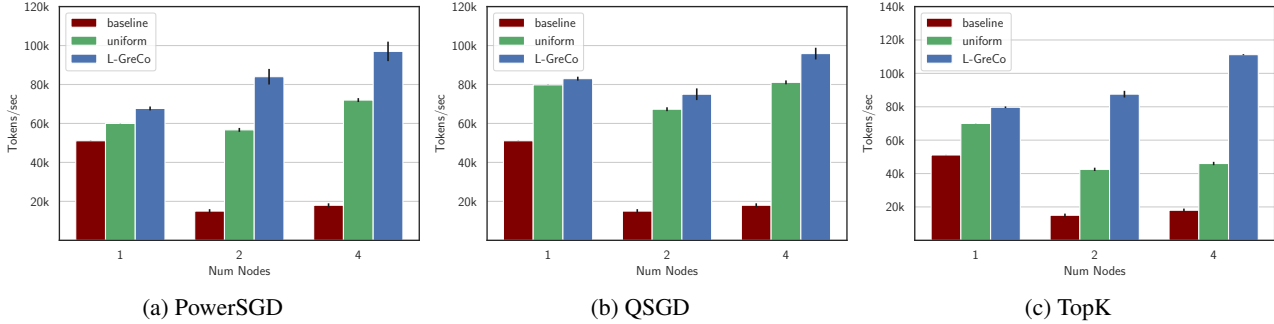 120k
100k
80k
60k
40k
20k
Tokens/sec
baseline
uniform
L-GreCo
1
2
4
Num Nodes
(a) PowerSGD
120k
100k
80k
60k
40k
20k
Tokens/sec
baseline
uniform
L-GreCo
1
2
4
Num Nodes
(b) QSGD
140k
120k
100k
80k
60k
40k
20k
Tokens/sec
baseline
uniform
L-GreCo
1
2
4
Num Nodes
(c) TopK